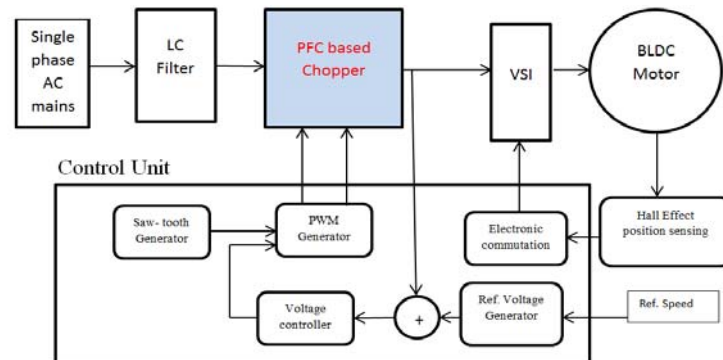 Single
phase
AC
mains
LC
Filter
PFC based
Chopper
VSI
BLDC
Motor
Control Unit
Saw- tooth
Generator
PWM
Generator
Electronic
commutation
Hall Effect
position sensing
Voltage
controller
+
Ref. Voltage
Generator
Ref. Speed